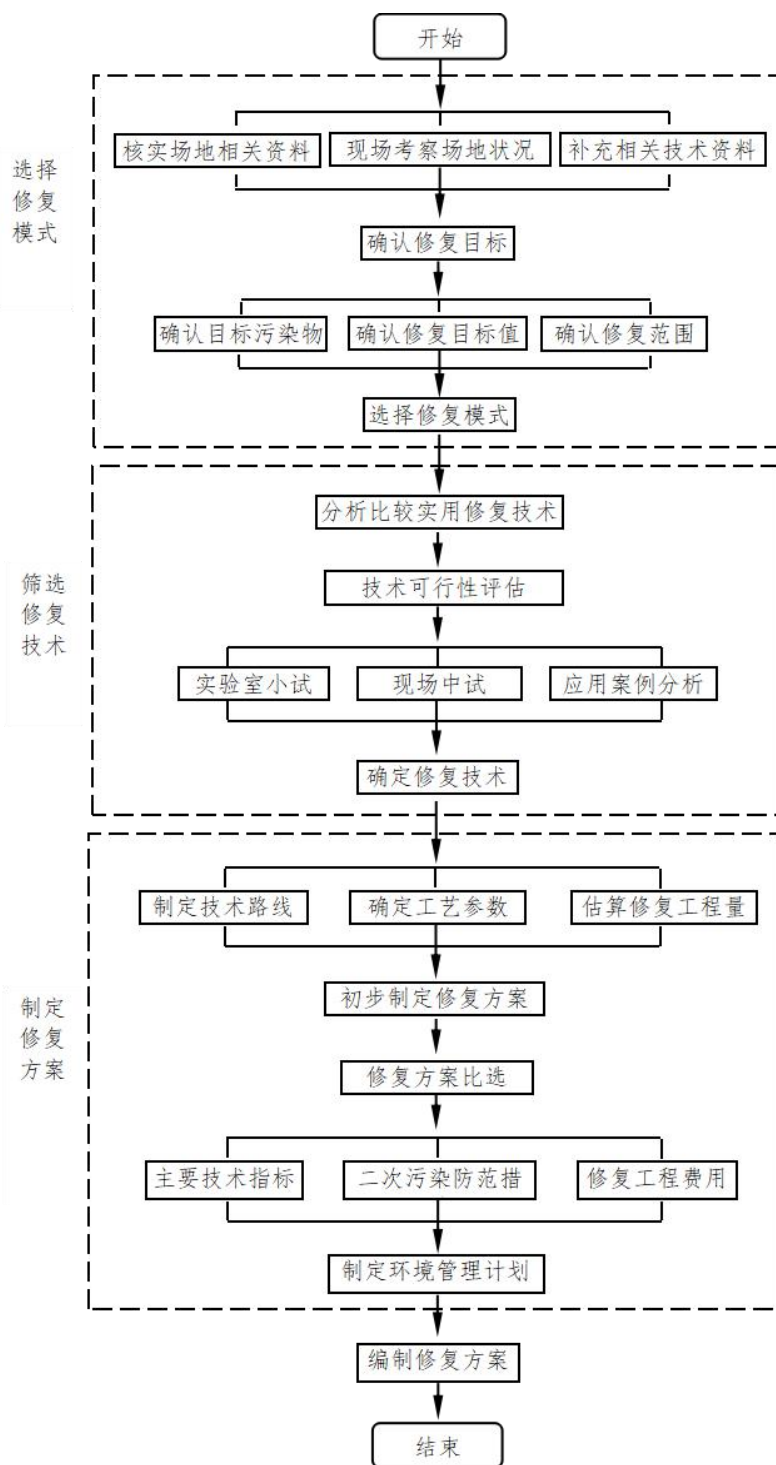 开始
选择
修复
模式
核实场地相关资料
现场考察场地状况
补充相关技术资料
确认修复目标
确认目标污染物
确认修复目标值
确认修复范围
选择修复模式
筛选
修复
技术
分析比较实用修复技术
技术可行性评估
实验室小试
现场中试
应用案例分析
确定修复技术
制定
修复
方案
制定技术路线
确定工艺参数
估算修复工程量
初步制定修复方案
修复方案比选
主要技术指标
二次污染防范措
修复工程费用
制定环境管理计划
编制修复方案
结束